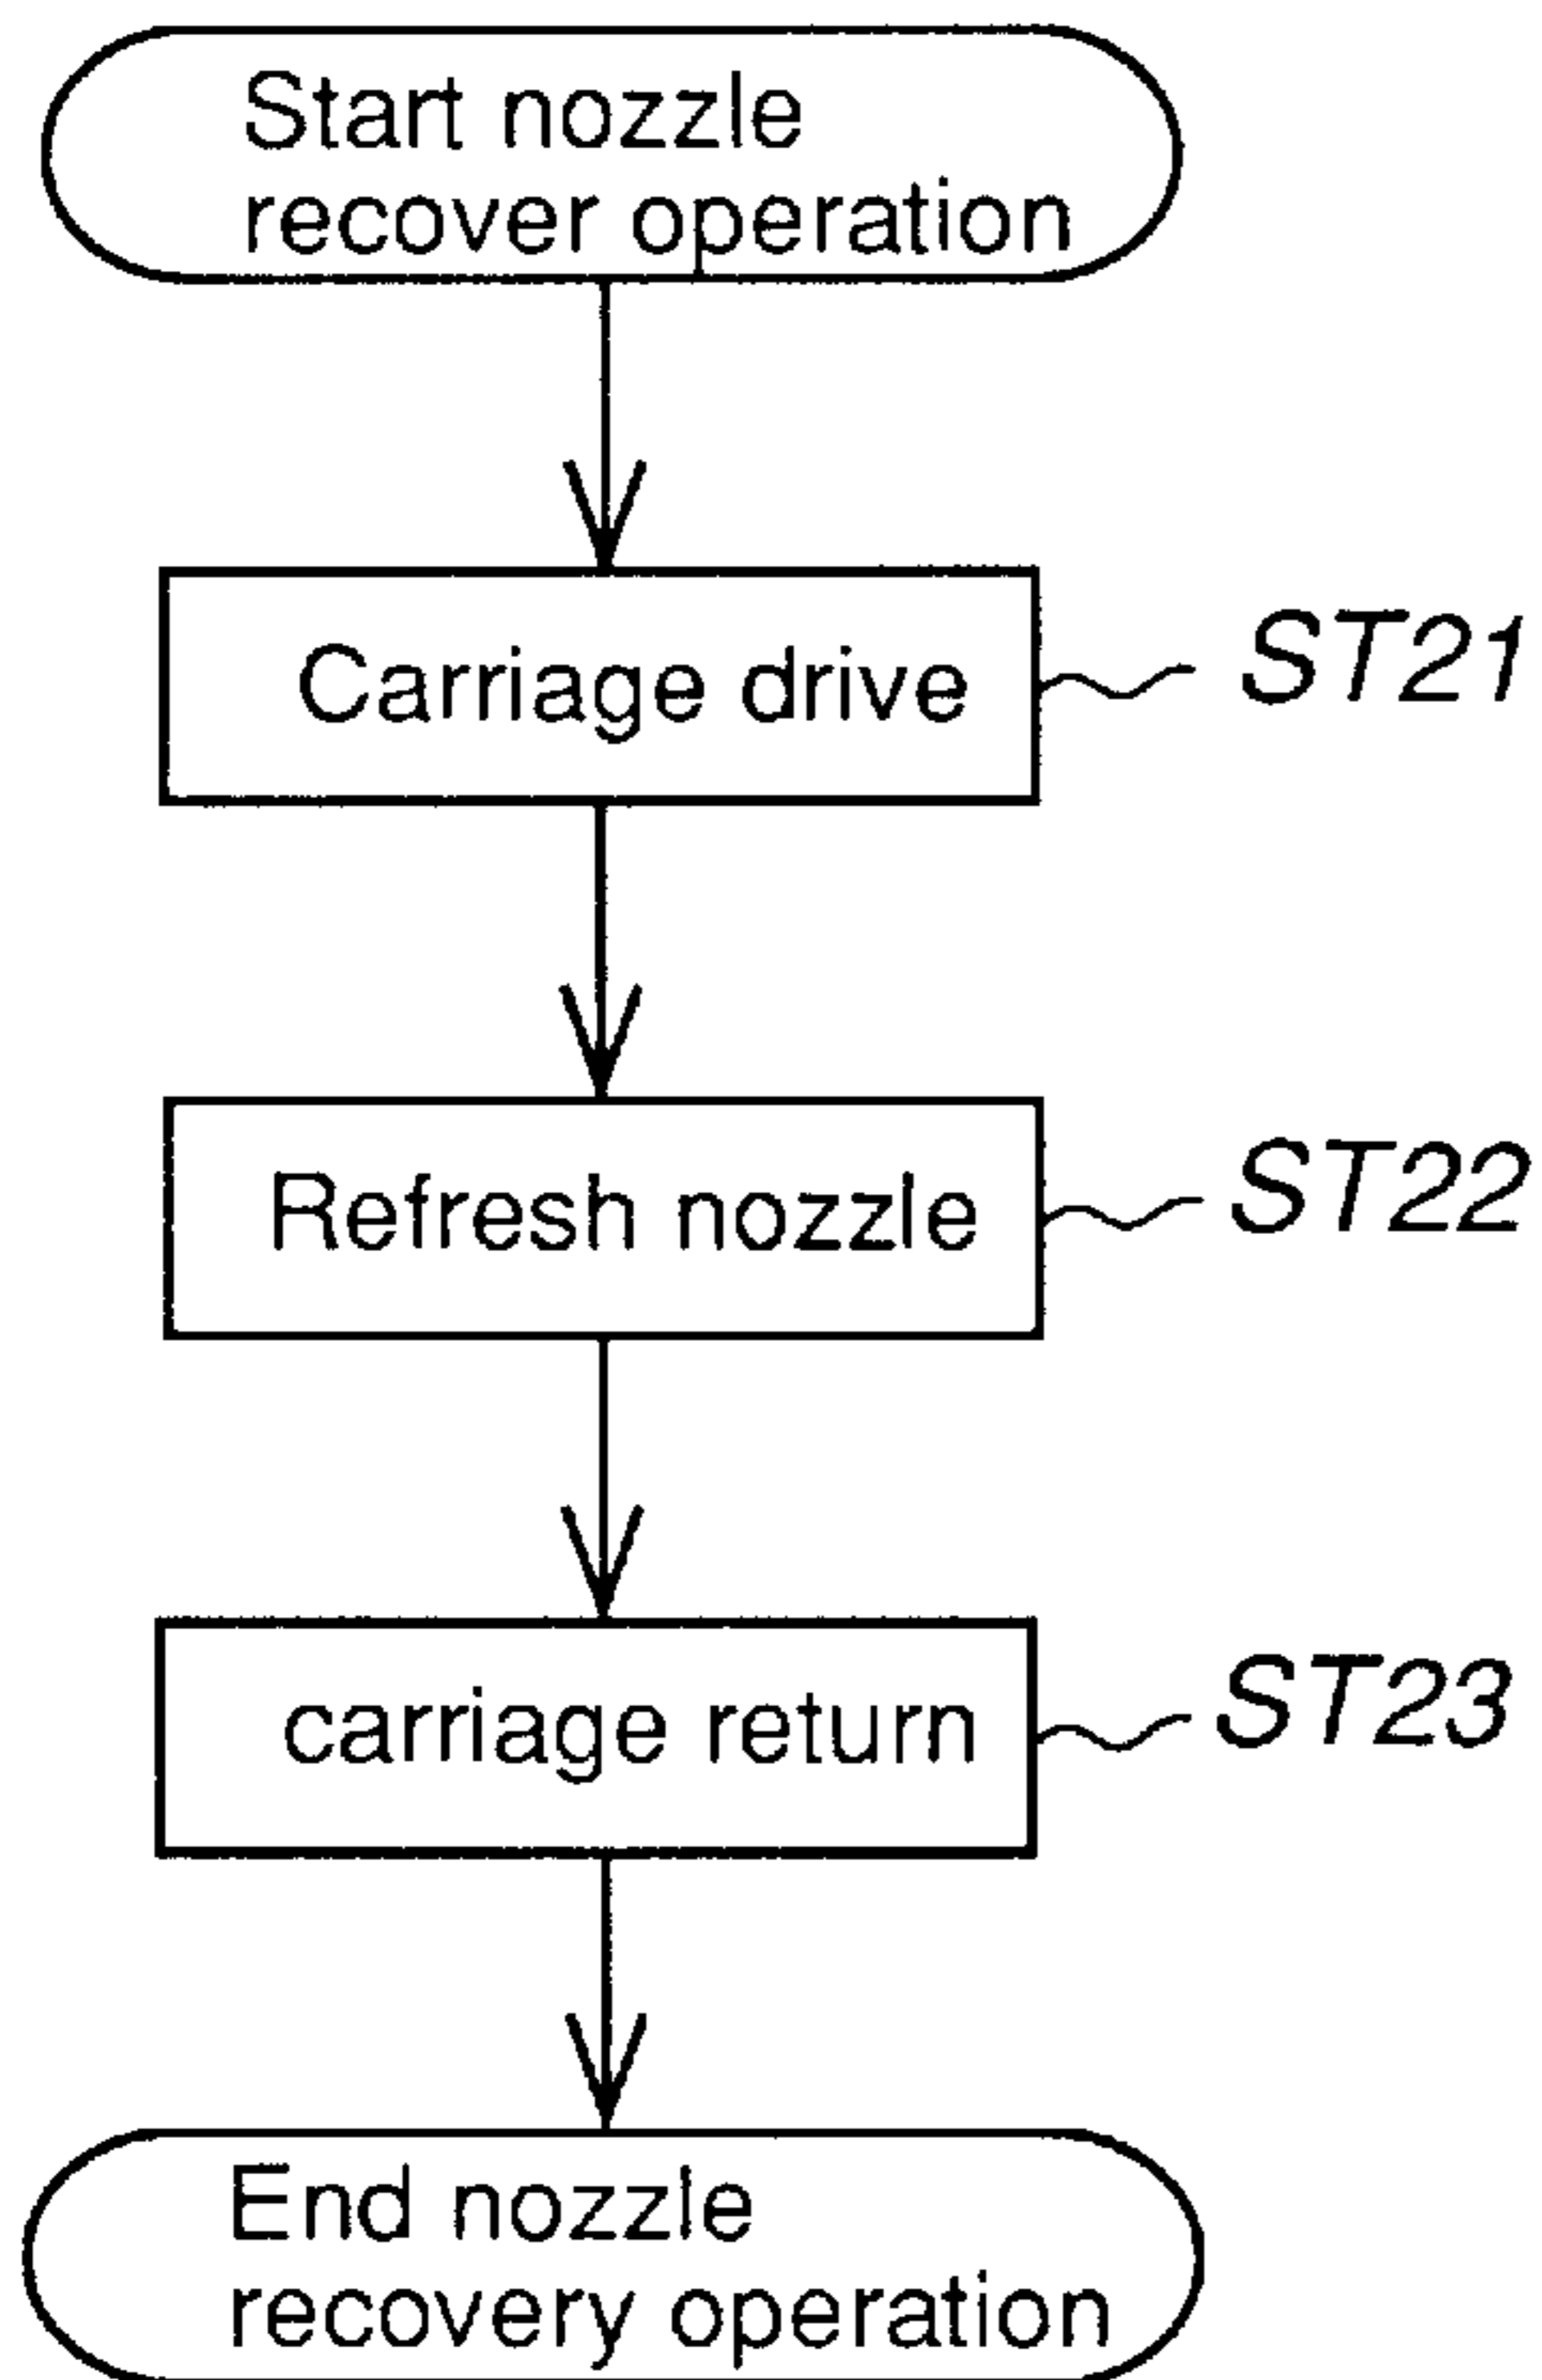 Start nozzle
recover operation
Carriage drive
ST21
Refresh nozzle
ST22
carriage return
ST23
End nozzle
recovery operation